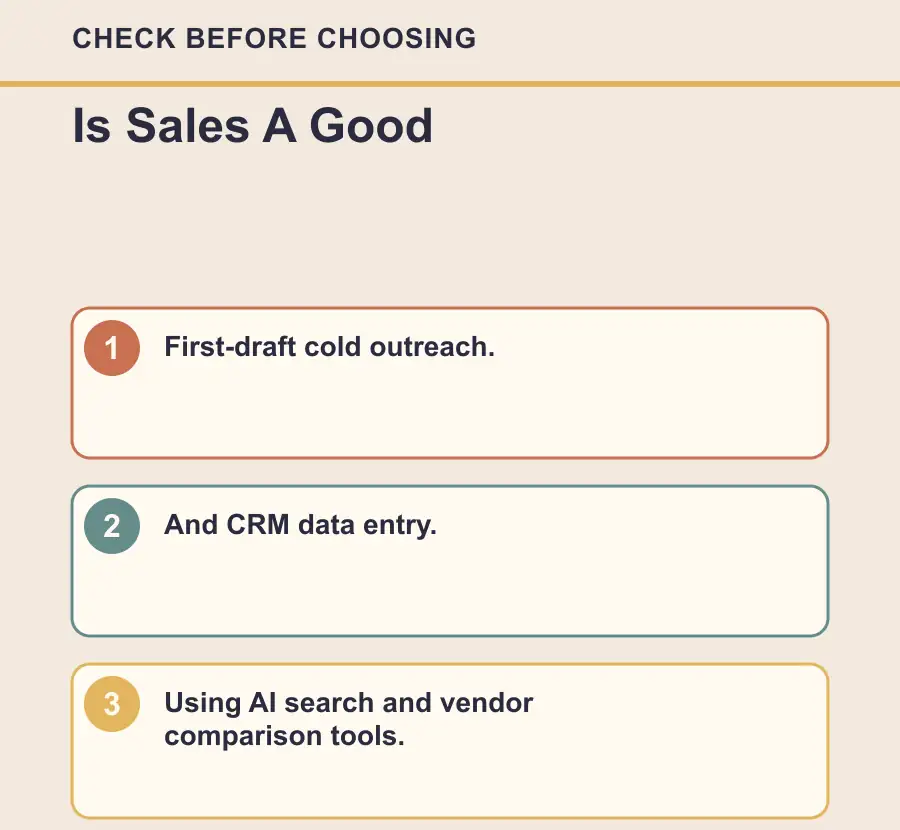 CHECK BEFORE CHOOSING
Is Sales A Good
1 First-draft cold outreach.
2 And CRM data entry.
3 Using AI search and vendor
comparison tools.